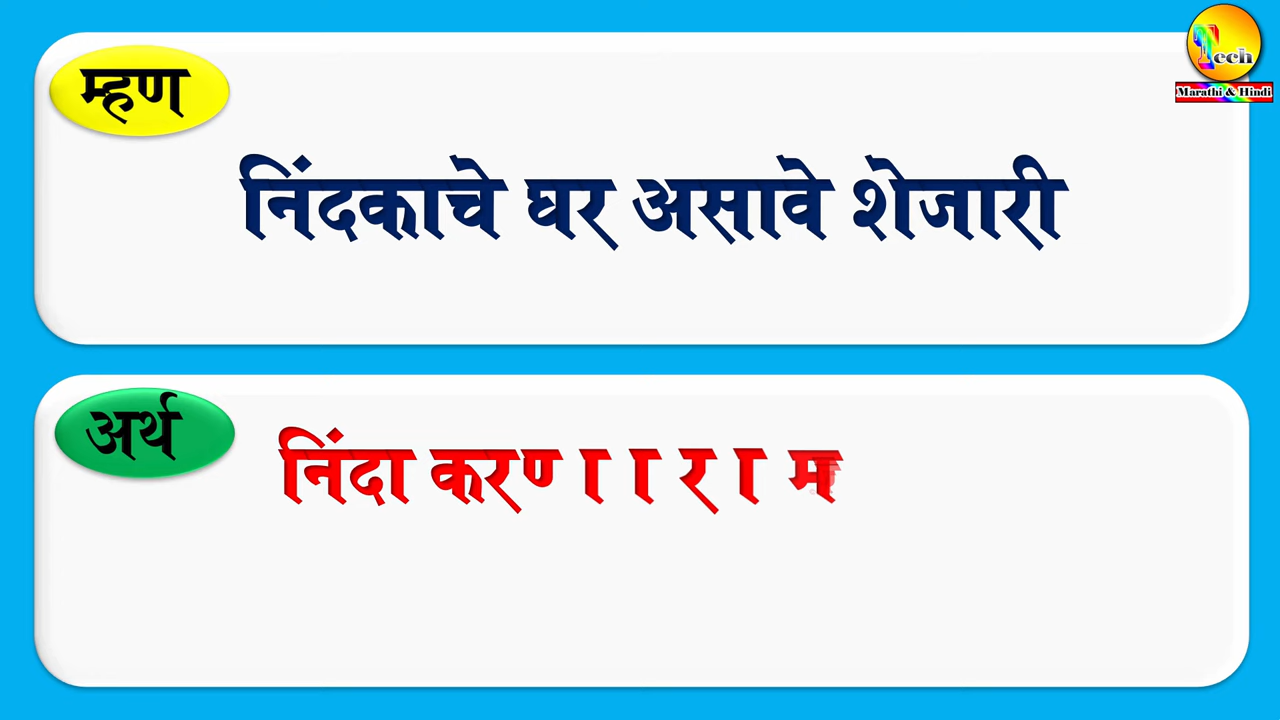 Tech
Marathi & Hindi
म्हण
निंदकाचे घर असावे शेजारी
अर्थ
निंदा करणारा